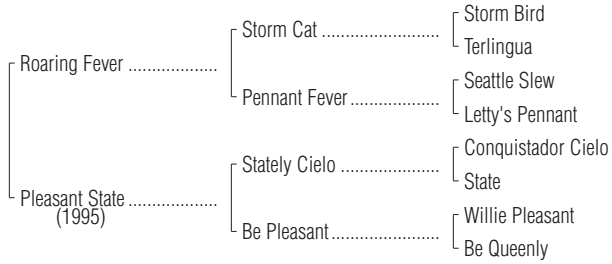 Storm Bird
Storm Cat ......................
Terlingua
Roaring Fever .................
Seattle Slew
Pennant Fever .................
Letty's Pennant
Conquistador Cielo
Stately Cielo ...................
State
Pleasant State .................
(1995)
Willie Pleasant
Be Pleasant .....................
Be Queenly